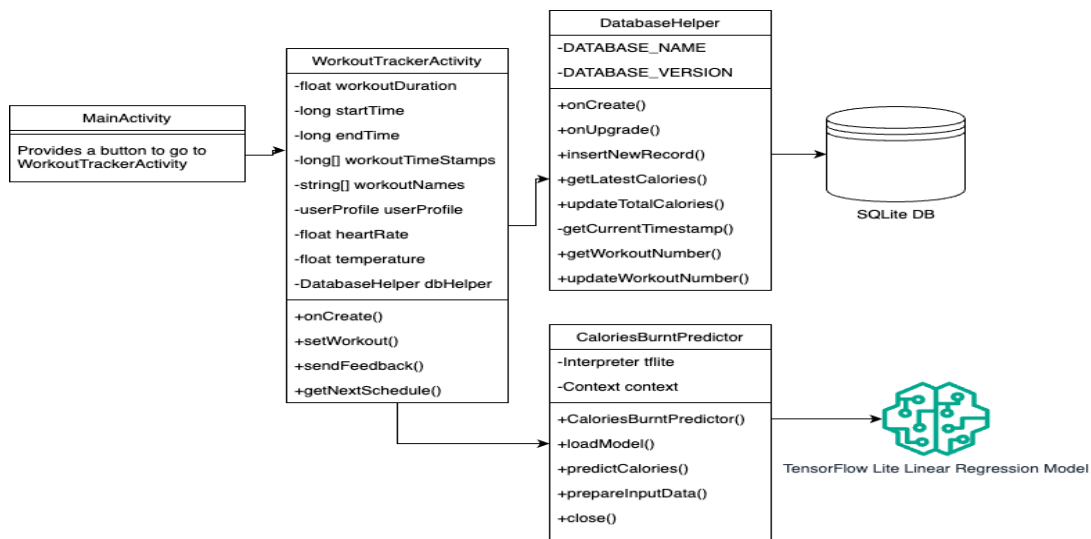 MainActivity
Provides a button to go to
WorkoutTrackerActivity
WorkoutTrackerActivity
-float workoutDuration
-long startTime
-long endTime
-long[] workoutTimeStamps
-string[] workoutNames
-userProfile userProfile
-float heartRate
-float temperature
-DatabaseHelper dbHelper
+onCreate()
+setWorkout()
+sendFeedback()
+getNextSchedule()
DatabaseHelper
-DATABASE_NAME
-DATABASE_VERSION
+onCreate()
+onUpgrade()
+insertNewRecord()
+getLatestCalories()
+updateTotalCalories()
-getCurrentTimestamp()
+getWorkoutNumber()
+updateWorkoutNumber()
SQLite DB
CaloriesBurntPredictor
-Interpreter tflite
-Context context
+CaloriesBurntPredictor()
+loadModel()
+predictCalories()
+prepareInputData()
+close()
TensorFlow Lite Linear Regression Model